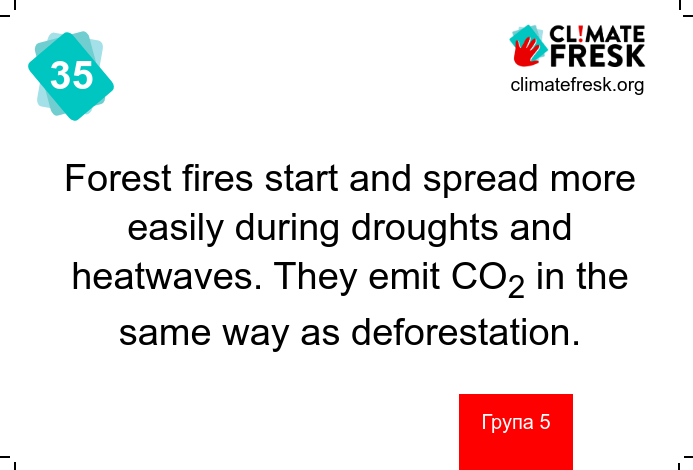 35
CL!MATE
FRESK
climatefresk.org
Forest fires start and spread more
easily during droughts and
heatwaves. They emit CO₂ in the
same way as deforestation.
Група 5